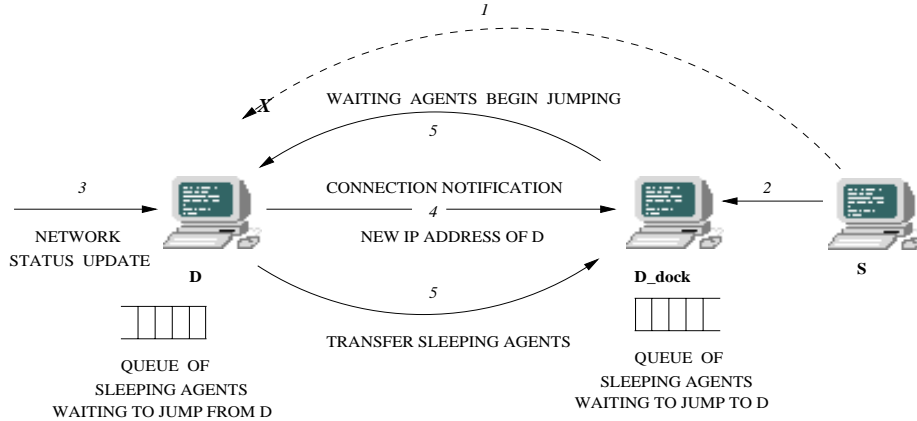 1
X
WAITING AGENTS BEGIN JUMPING
5
3
CONNECTION NOTIFICATION
2
4
NETWORK
STATUS UPDATE
NEW IP ADDRESS OF D
D
D_dock
S
5
TRANSFER SLEEPING AGENTS
QUEUE OF
SLEEPING AGENTS
WAITING TO JUMP FROM D
QUEUE OF
SLEEPING AGENTS
WAITING TO JUMP TO D